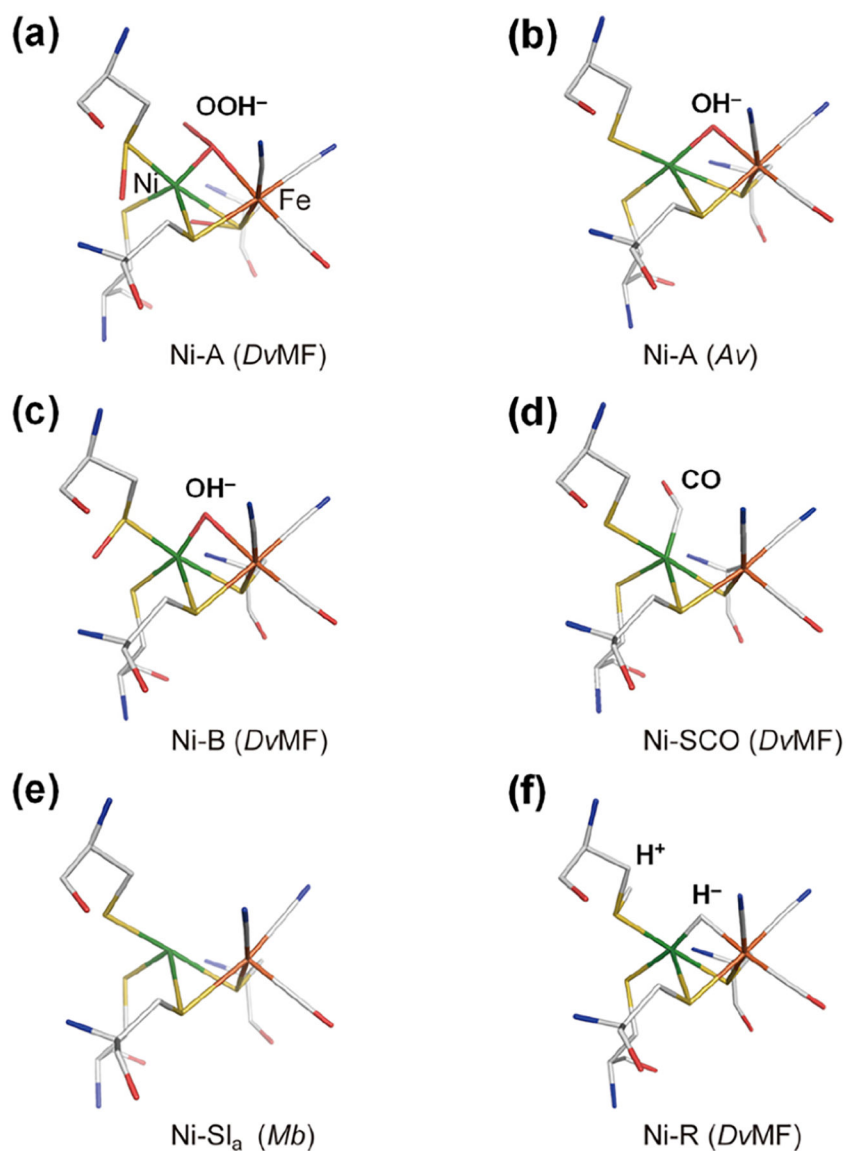 (a)
OOH⁻
Ni
Fe
Ni-A (DvMF)
(b)
OH⁻
Ni-A (Av)
(c)
OH⁻
Ni-B (DvMF)
(d)
CO
Ni-SCO (DvMF)
(e)
Ni-SIₐ (Mb)
(f)
H⁺
H⁻
Ni-R (DvMF)